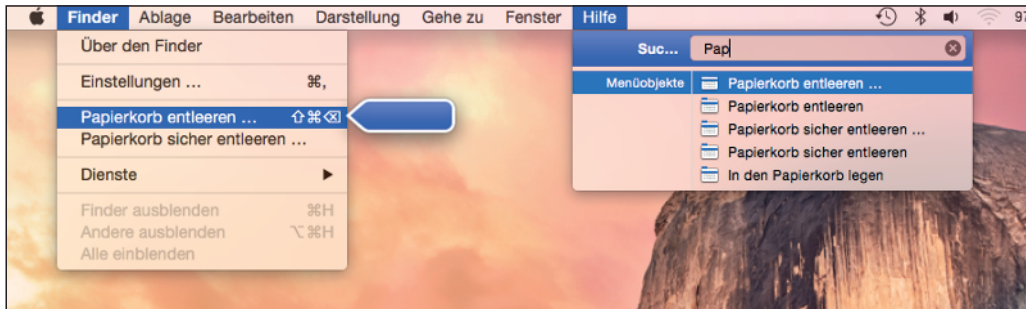 Finder Ablage Bearbeiten Darstellung Gehe zu Fenster Hilfe 97
Über den Finder
Einstellungen ... ⌘,
Papierkorb entleeren ... ⇧⌘⌫
Papierkorb sicher entleeren ...
Dienste ▶
Finder ausblenden ⌘H
Andere ausblenden ⌥⌘H
Alle einblenden
Suc... Pap
Menüobjekte Papierkorb entleeren ...
Papierkorb entleeren
Papierkorb sicher entleeren ...
Papierkorb sicher entleeren
In den Papierkorb legen